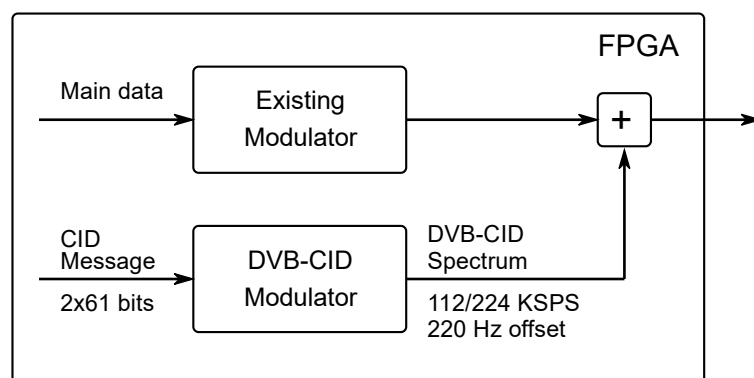 FPGA
Main data
Existing
Modulator
+
CID
Message
2x61 bits
DVB-CID
Modulator
DVB-CID
Spectrum
112/224 KSPS
220 Hz offset